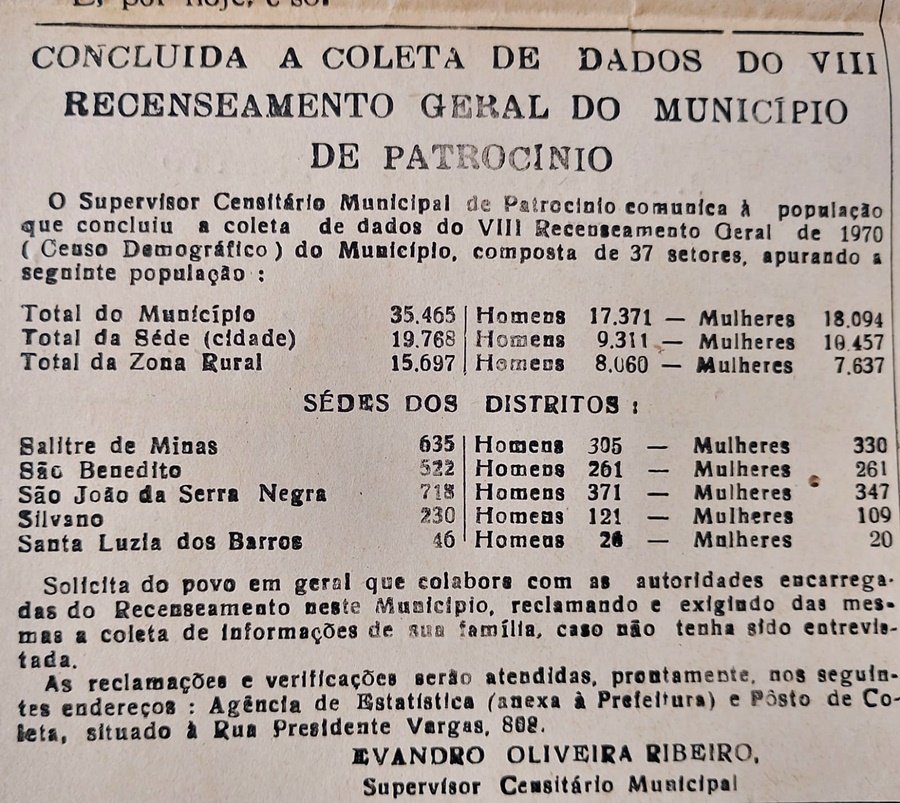 E, por hoje, é só.
CONCLUIDA A COLETA DE DADOS DO VIII
RECENSEAMENTO GERAL DO MUNICÍPIO
DE PATROCINIO
O Supervisor Censitário Municipal de Patrocinio comunica à população
que concluiu a coleta de dados do VIII Recenseamento Geral de 1970
( Censo Demográfico ) do Município, composta de 37 setores, apurando a
seguinte população :
Total do Município 35.465 | Homens 17.371 — Mulheres 18.094
Total da Séde (cidade) 19.768 | Homens 9.311 — Mulheres 10.457
Total da Zona Rural 15.697 | Homens 8.060 — Mulheres 7.637
SÉDES DOS DISTRITOS :
Salitre de Minas 635 | Homens 305 — Mulheres 330
São Benedito 522 | Homens 261 — Mulheres 261
São João da Serra Negra 718 | Homens 371 — Mulheres 347
Silvano 230 | Homens 121 — Mulheres 109
Santa Luzia dos Barros 46 | Homens 26 — Mulheres 20
Solicita do povo em geral que colabore com as autoridades encarrega-
das do Recenseamento neste Município, reclamando e exigindo das mes-
mas a coleta de informações de sua família, caso não tenha sido entrevis-
tada.
As reclamações e verificações serão atendidas, prontamente, nos seguin-
tes endereços : Agência de Estatística (anexa à Prefeitura) e Pôsto de Co-
leta, situado à Rua Presidente Vargas,
EVANDRO OLIVEIRA RIBEIRO,
Supervisor Censitário Municipal